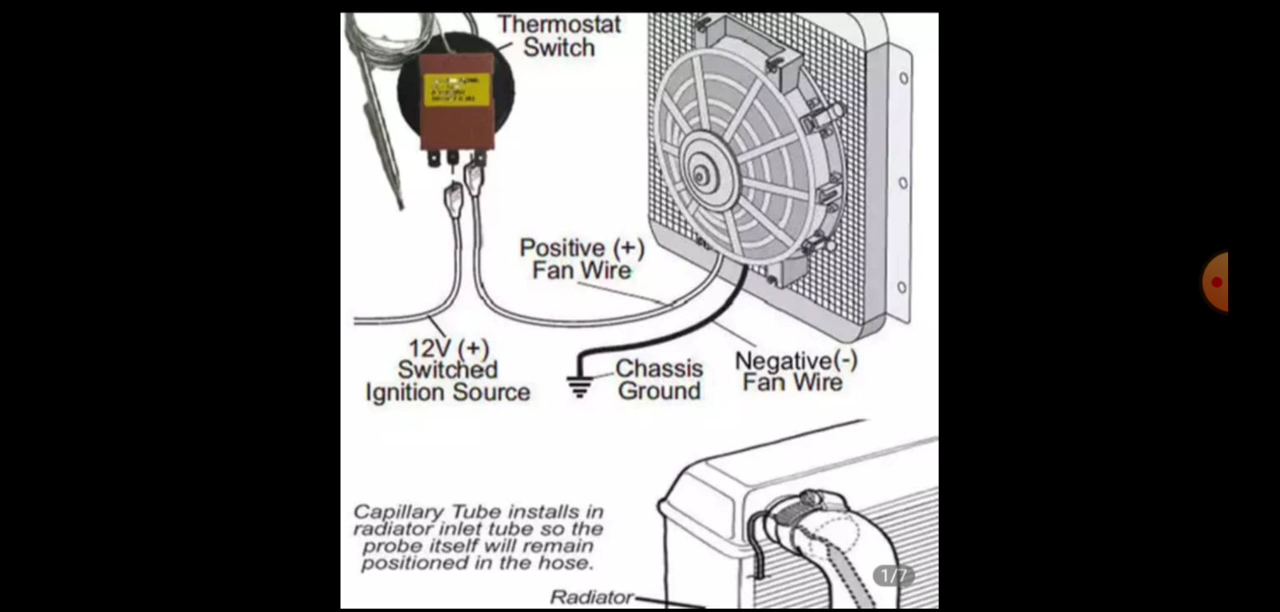 Thermostat
Switch
Positive (+)
Fan Wire
12V (+)
Switched
Ignition Source
Chassis
Ground
Negative(-)
Fan Wire
Capillary Tube installs in
radiator inlet tube so the
probe itself will remain
positioned in the hose.
1/7
Radiator